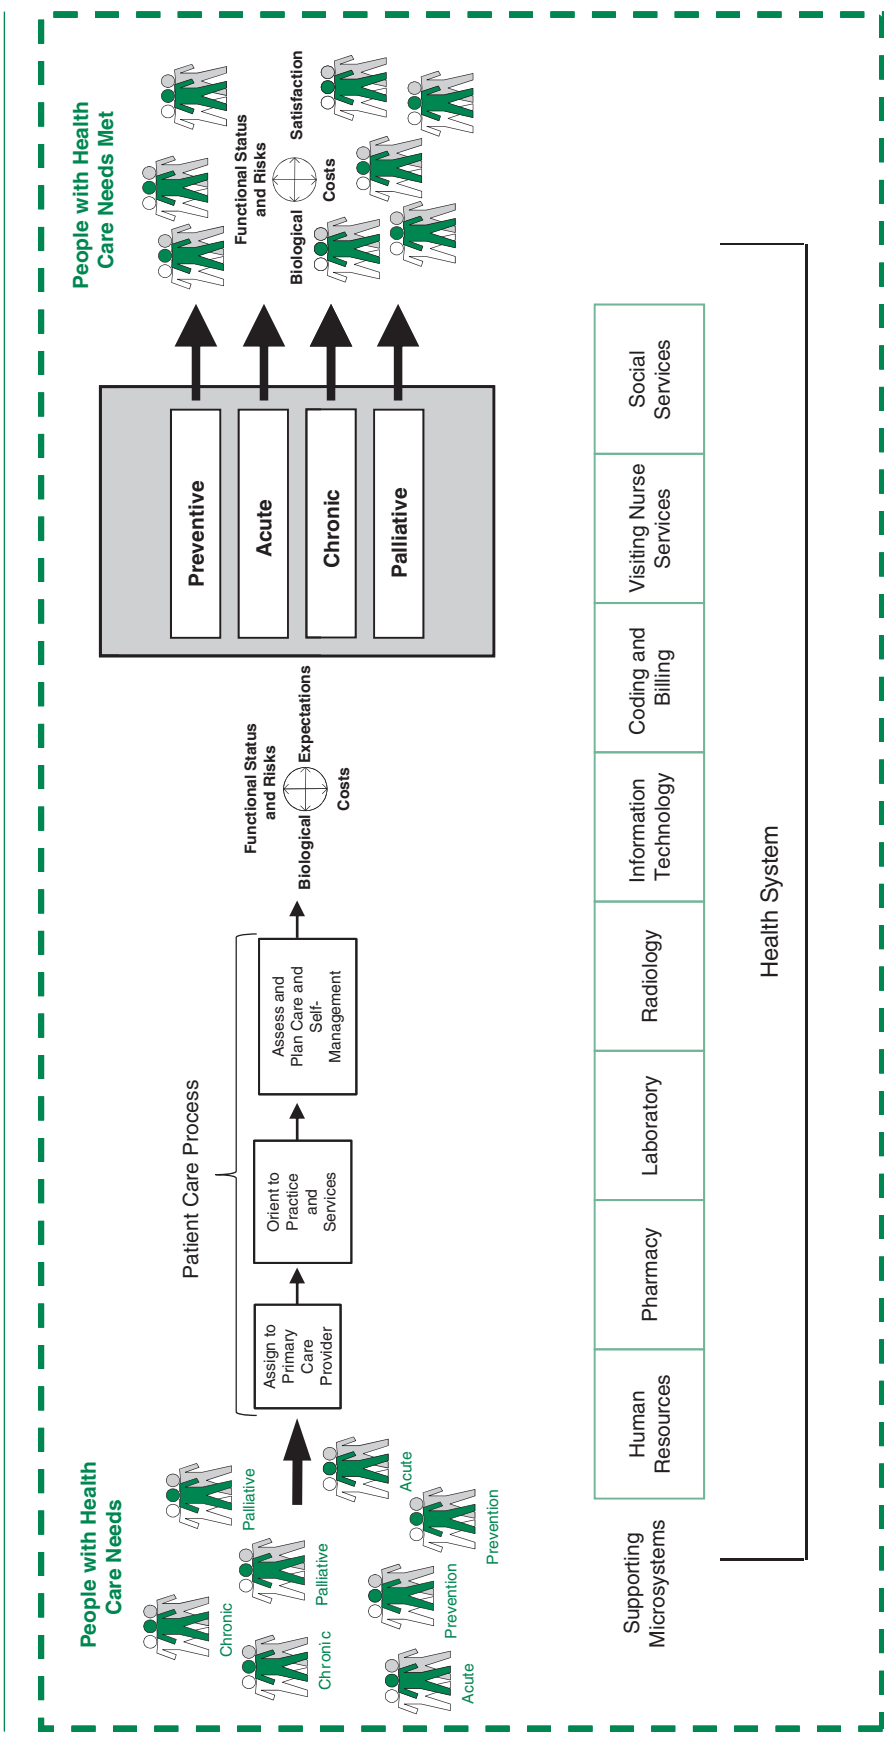 People with Health
Care Needs
Chronic
Palliative
Chronic
Palliative
Acute
Prevention
Acute
Prevention
Patient Care Process
Assign to
Primary
Care
Provider
Orient to
Practice
and
Services
Assess and
Plan Care and
Self-
Management
Functional Status
and Risks
Biological
Expectations
Costs
Preventive
Acute
Chronic
Palliative
People with Health
Care Needs Met
Functional Status
and Risks
Biological
Satisfaction
Costs
Supporting
Microsystems
Human
Resources
Pharmacy
Laboratory
Radiology
Information
Technology
Coding and
Billing
Visiting Nurse
Services
Social
Services
Health System